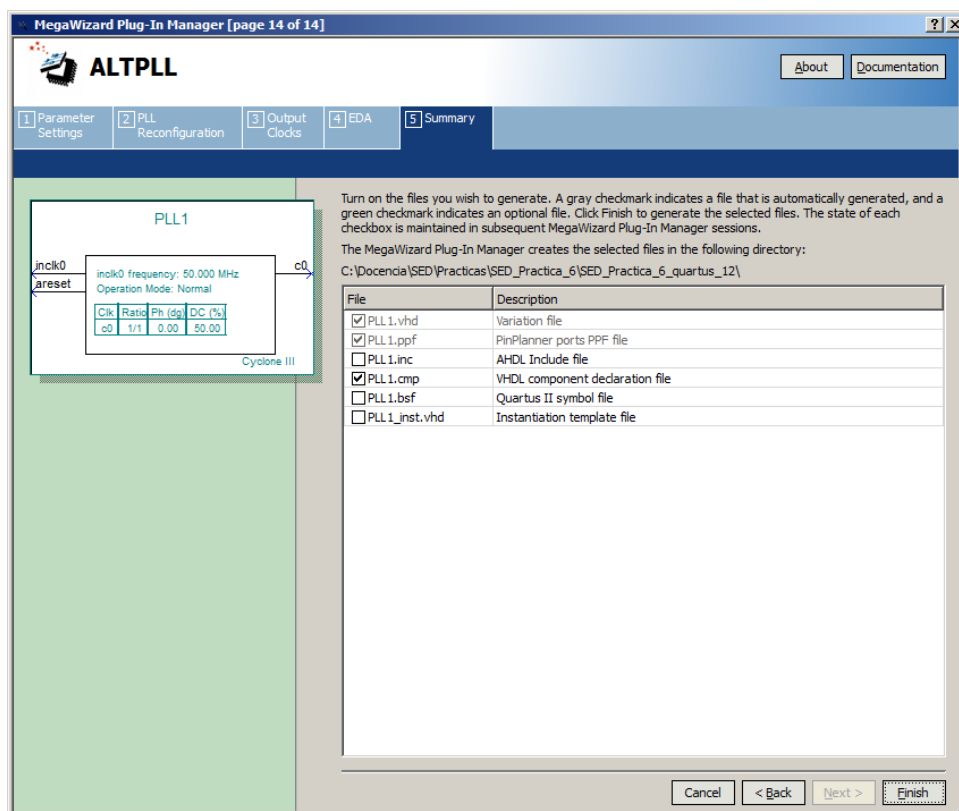 MegaWizard Plug-In Manager [page 14 of 14]
ALTPLL
About
Documentation
1 Parameter Settings
2 PLL Reconfiguration
3 Output Clocks
4 EDA
5 Summary
PLL1
inclk0
areset
c0
inclk0 frequency: 50.000 MHz
Operation Mode: Normal
Clk Ratio Ph (dg) DC (%)
c0 1/1 0.00 50.00
Cyclone III
Turn on the files you wish to generate. A gray checkmark indicates a file that is automatically generated, and a
green checkmark indicates an optional file. Click Finish to generate the selected files. The state of each
checkbox is maintained in subsequent MegaWizard Plug-In Manager sessions.
The MegaWizard Plug-In Manager creates the selected files in the following directory:
C:\Docencia\SED\Practicas\SED_Practica_6\SED_Practica_6_quartus_12\
File Description
PLL1.vhd Variation file
PLL1.ppf PinPlanner ports PPF file
PLL1.inc AHDL Include file
PLL1.cmp VHDL component declaration file
PLL1.bsf Quartus II symbol file
PLL1_inst.vhd Instantiation template file
Cancel
< Back
Next >
Finish